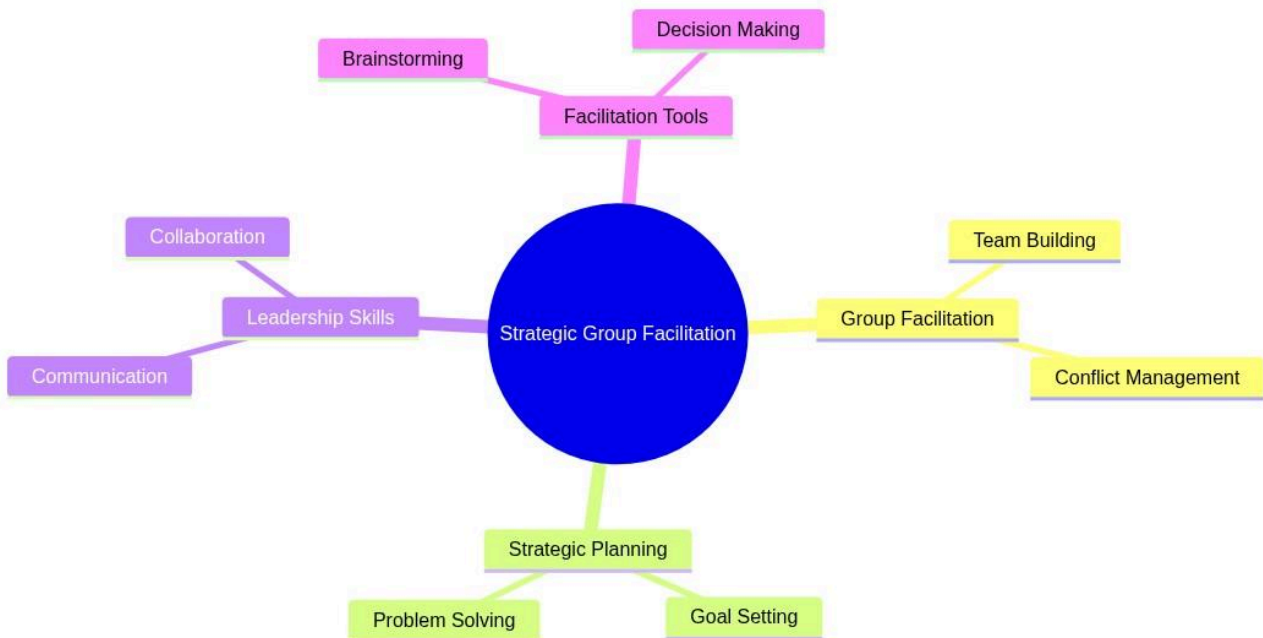 Decision Making
Brainstorming
Facilitation Tools
Collaboration
Team Building
Leadership Skills
Strategic Group Facilitation
Group Facilitation
Communication
Conflict Management
Strategic Planning
Problem Solving
Goal Setting